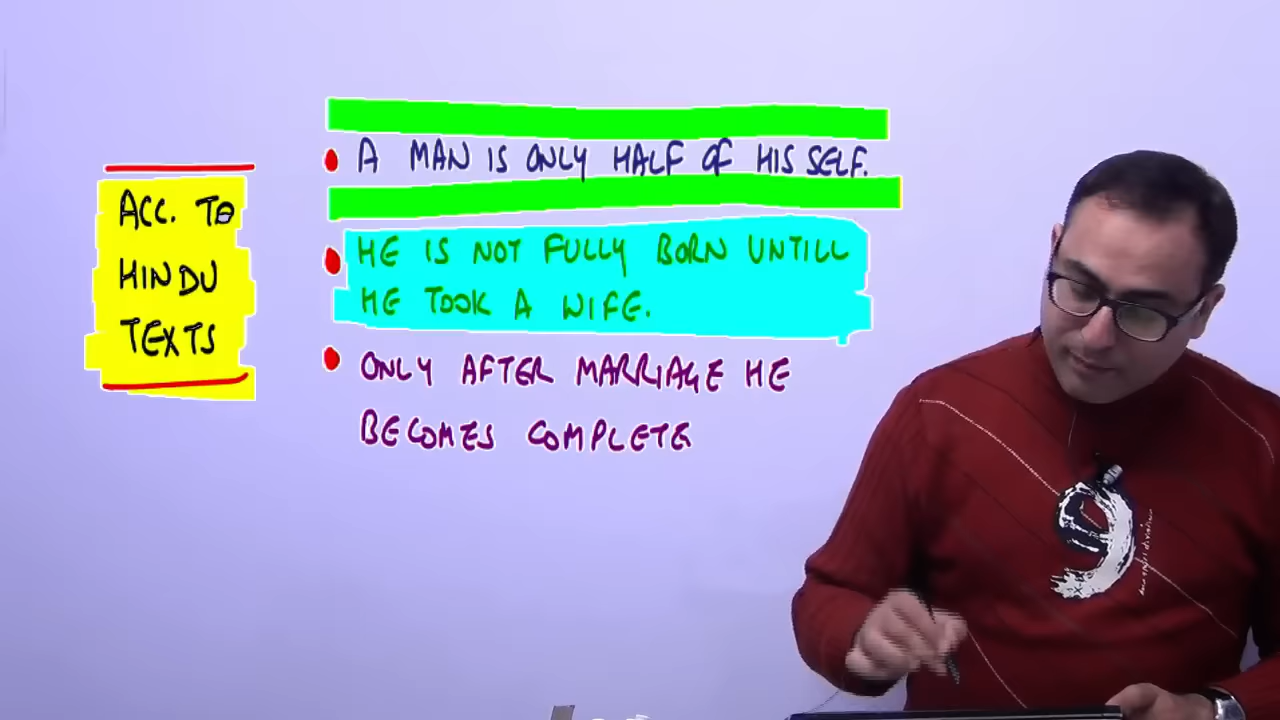 ACC. TO
HINDU
TEXTS
A MAN IS ONLY HALF OF HIS SELF.
HE IS NOT FULLY BORN UNTILL
HE TOOK A WIFE.
ONLY AFTER MARRIAGE HE
BECOMES COMPLETE
9